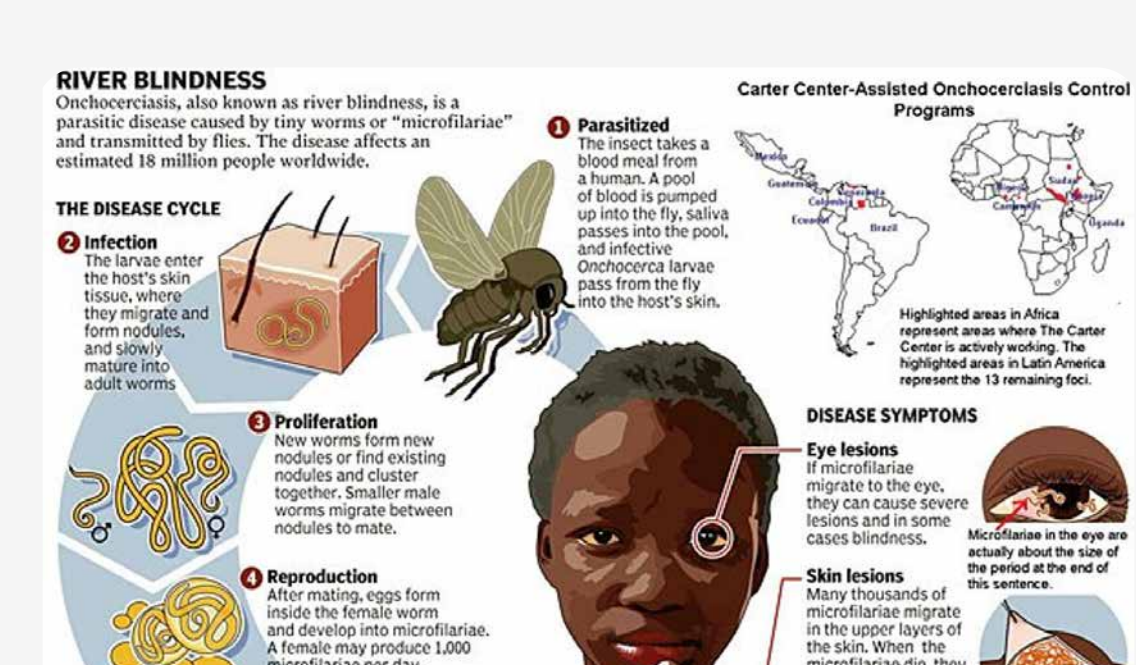 RIVER BLINDNESS
Onchocerciasis, also known as river blindness, is a
parasitic disease caused by tiny worms or “microfilariae”
and transmitted by flies. The disease affects an
estimated 18 million people worldwide.
THE DISEASE CYCLE
1 Parasitized
The insect takes a
blood meal from
a human. A pool
of blood is pumped
up into the fly, saliva
passes into the pool,
and infective
Onchocerca larvae
pass from the fly
into the host's skin.
2 Infection
The larvae enter
the host's skin
tissue, where
they migrate and
form nodules,
and slowly
mature into
adult worms
3 Proliferation
New worms form new
nodules or find existing
nodules and cluster
together. Smaller male
worms migrate between
nodules to mate.
♂
♀
4 Reproduction
After mating, eggs form
inside the female worm
and develop into microfilariae.
A female may produce 1,000
microfilariae per day
Carter Center-Assisted Onchocerciasis Control
Programs
Mexico
Guatemala
Venezuela
Colombia
Ecuador
Brazil
Sudan
Ethiopia
Uganda
Highlighted areas in Africa
represent areas where The Carter
Center is actively working. The
highlighted areas in Latin America
represent the 13 remaining foci.
DISEASE SYMPTOMS
Eye lesions
If microfilariae
migrate to the eye,
they can cause severe
lesions and in some
cases blindness.
Microfilariae in the eye are
actually about the size of
the period at the end of
this sentence.
Skin lesions
Many thousands of
microfilariae migrate
in the upper layers of
the skin. When the
microfilariae die, they